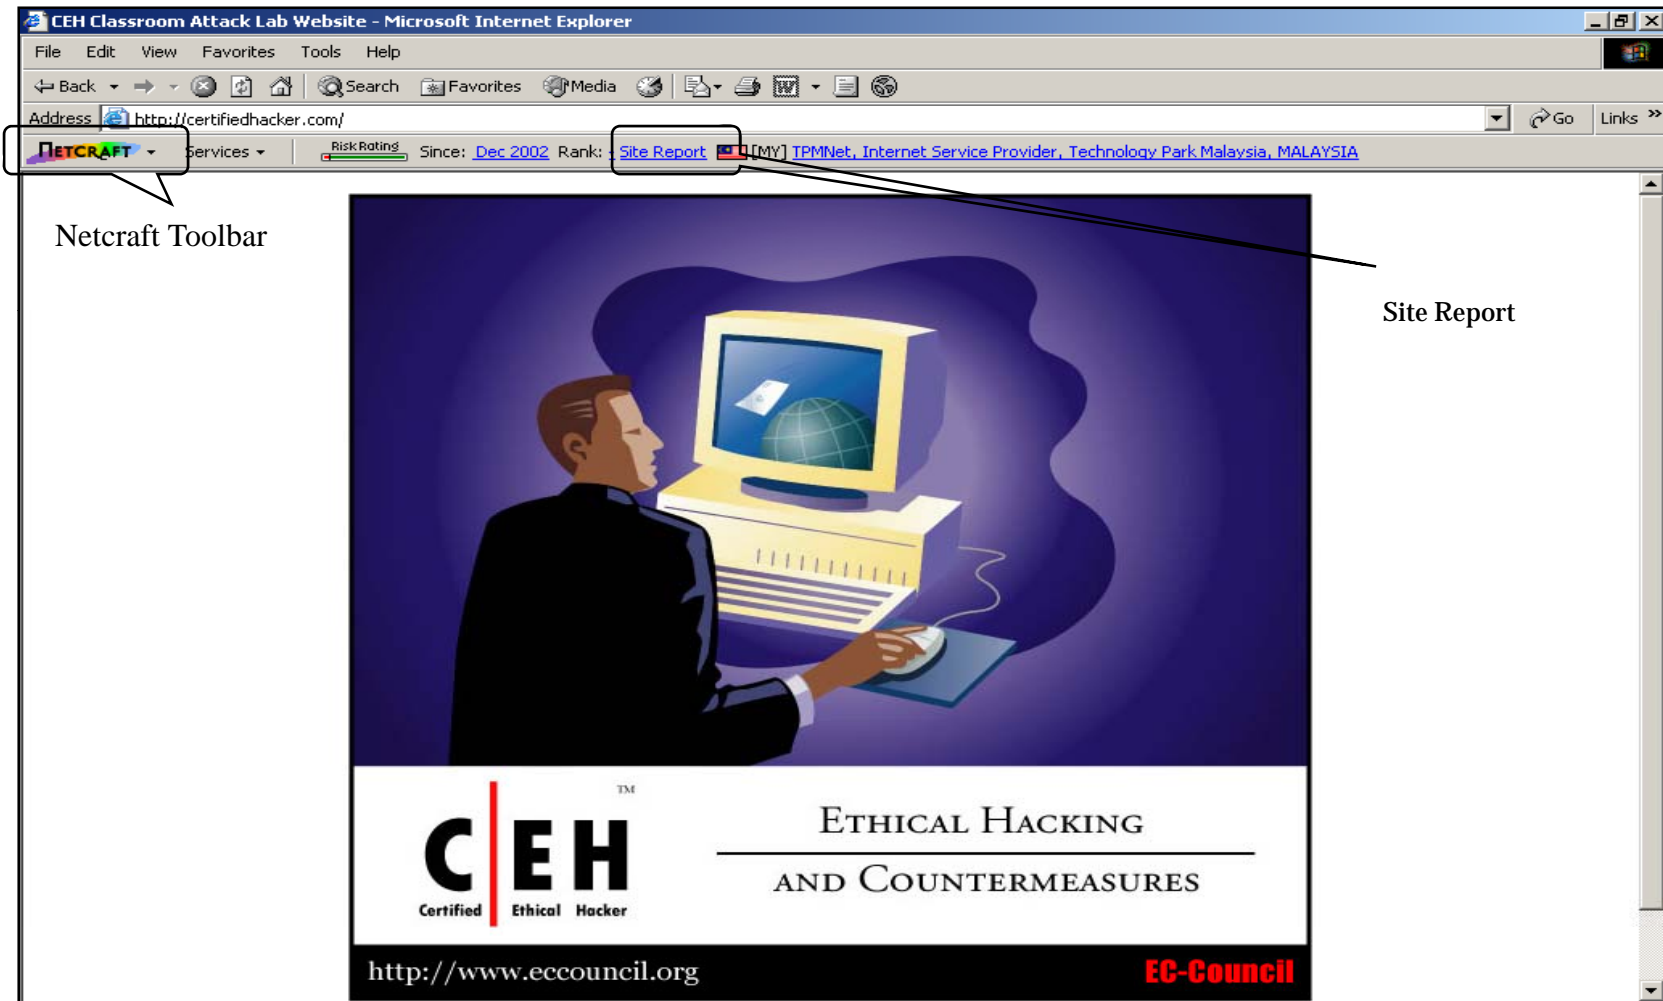 CEH Classroom Attack Lab Website - Microsoft Internet Explorer
File Edit View Favorites Tools Help
Back Search Favorites Media
Address http://certifiedhacker.com/ Go Links »
NETCRAFT Services Risk Rating Since: Dec 2002 Rank: Site Report [MY] TPMNet, Internet Service Provider, Technology Park Malaysia, MALAYSIA
Netcraft Toolbar
Site Report
CEH TM
Certified Ethical Hacker
ETHICAL HACKING
AND COUNTERMEASURES
http://www.eccouncil.org EC-Council